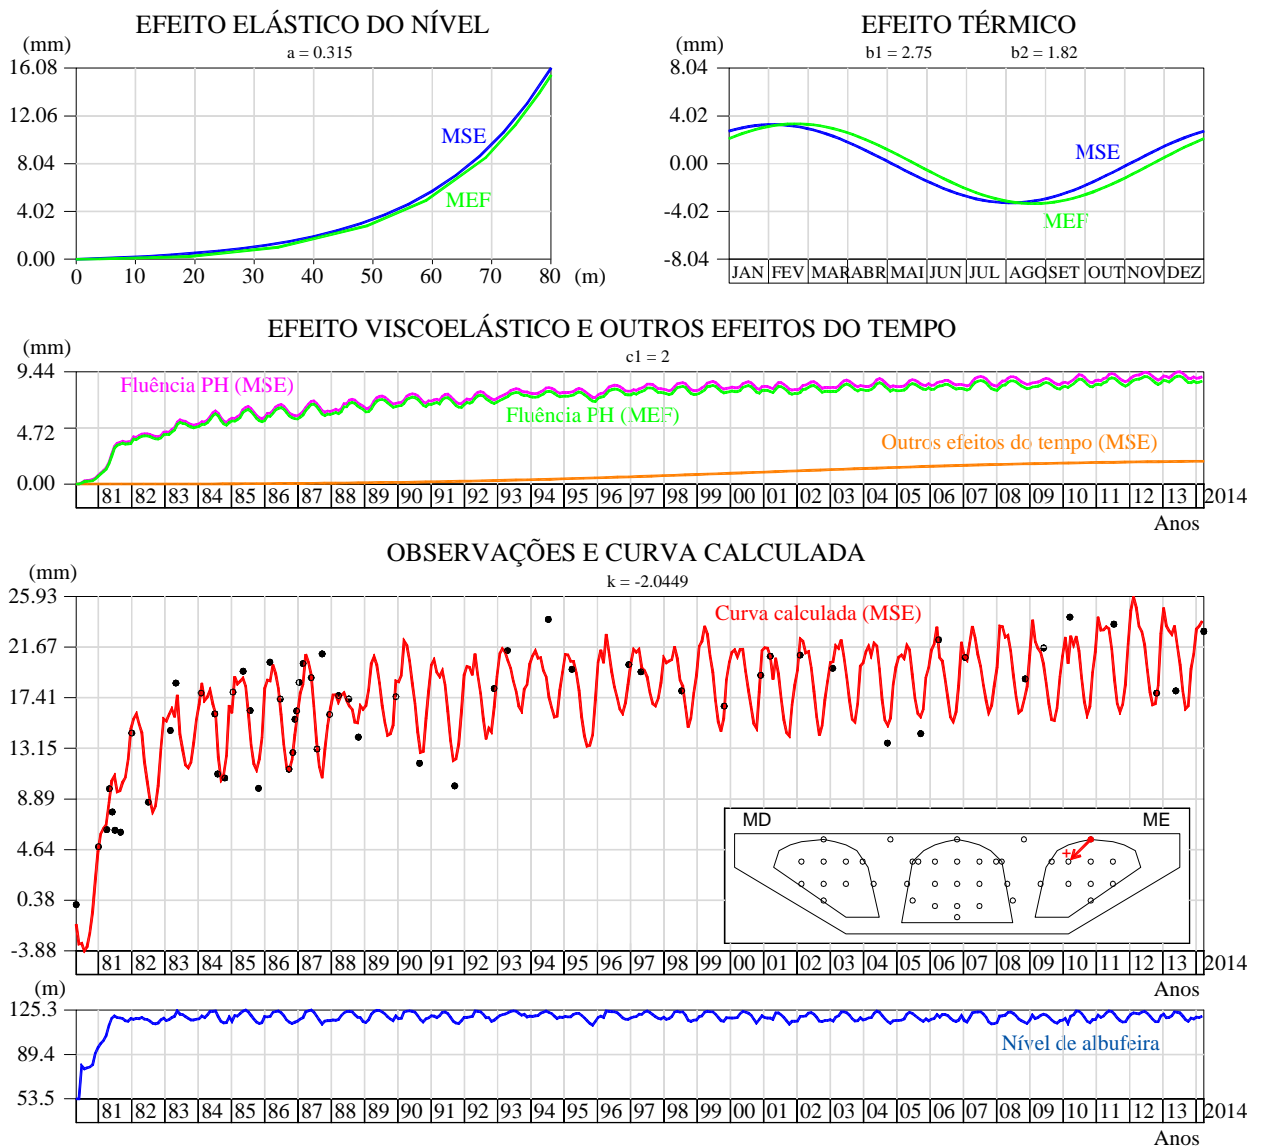 EFEITO ELÁSTICO DO NÍVEL
(mm)
a = 0.315
16.08
12.06
8.04
4.02
0.00
MSE
MEF
0 10 20 30 40 50 60 70 80 (m)
EFEITO TÉRMICO
(mm)
b1 = 2.75 b2 = 1.82
8.04
4.02
0.00
-4.02
-8.04
MSE
MEF
JAN FEV MAR ABR MAI JUN JUL AGO SET OUT NOV DEZ
EFEITO VISCOELÁSTICO E OUTROS EFEITOS DO TEMPO
(mm)
c1 = 2
9.44
4.72
0.00
Fluência PH (MSE)
Fluência PH (MEF)
Outros efeitos do tempo (MSE)
81 82 83 84 85 86 87 88 89 90 91 92 93 94 95 96 97 98 99 00 01 02 03 04 05 06 07 08 09 10 11 12 13 2014
Anos
OBSERVAÇÕES E CURVA CALCULADA
(mm)
k = -2.0449
25.93
21.67
17.41
13.15
8.89
4.64
0.38
-3.88
Curva calculada (MSE)
MD ME
81 82 83 84 85 86 87 88 89 90 91 92 93 94 95 96 97 98 99 00 01 02 03 04 05 06 07 08 09 10 11 12 13 2014
Anos
(m)
125.3
89.4
53.5
Nível de albufeira
81 82 83 84 85 86 87 88 89 90 91 92 93 94 95 96 97 98 99 00 01 02 03 04 05 06 07 08 09 10 11 12 13 2014
Anos